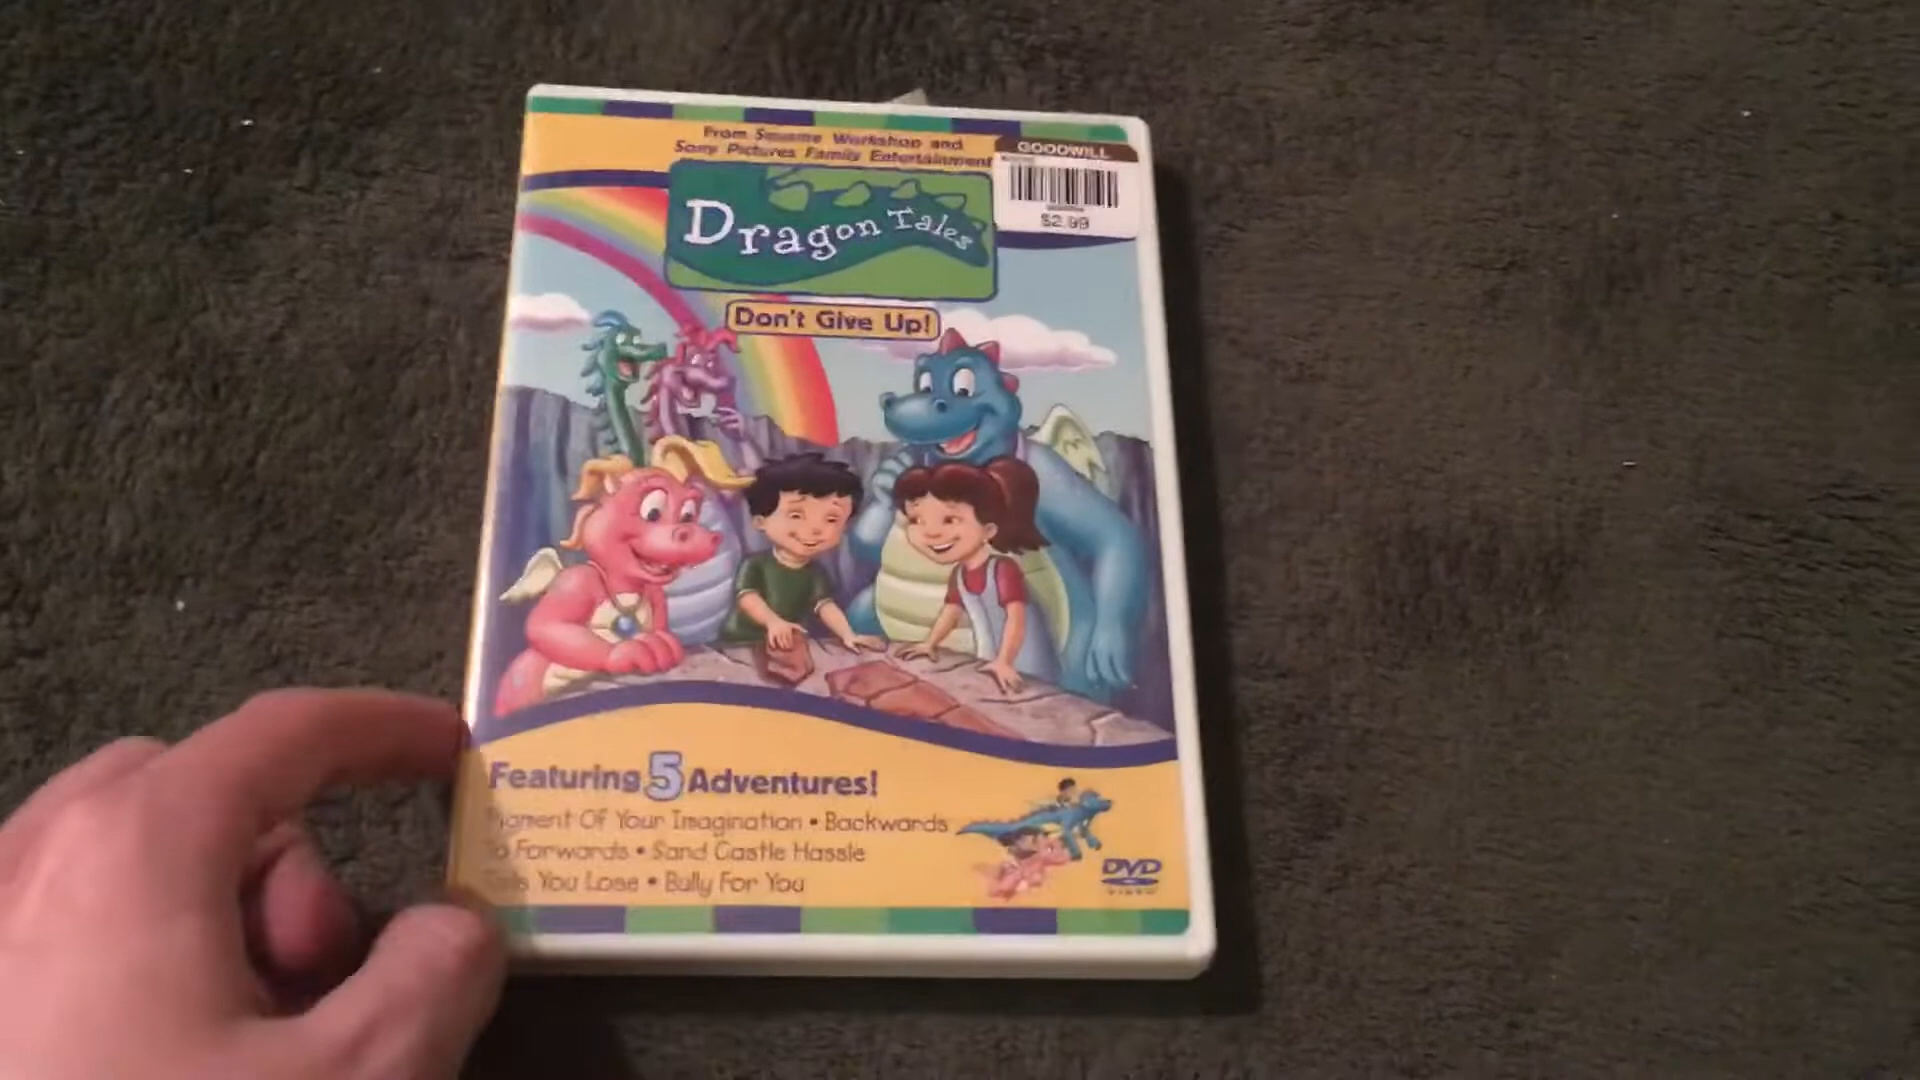 From Sesame Workshop and
Sony Pictures Family Entertainment
GOODWILL
$2.99
Dragon Tales
Don't Give Up!
Featuring 5 Adventures!
Of Your Imagination • Backwards
Forwards • Sand Castle Hassle
You Lose • Bully For You
DVD
VIDEO